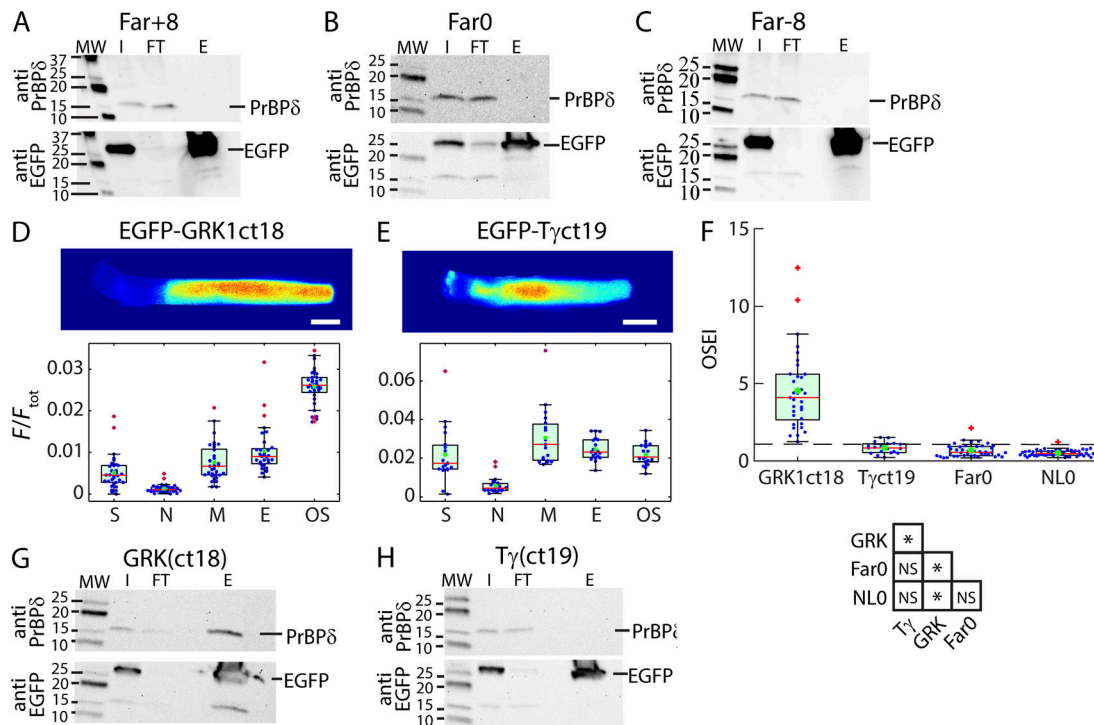 A Far+8
MW I FT E
anti PrBPδ
37
25
20
15
10
PrBPδ
anti EGFP
37
25
20
15
10
EGFP
B Far0
MW I FT E
anti PrBPδ
25
20
15
10
PrBPδ
anti EGFP
25
20
15
10
EGFP
C Far-8
MW I FT E
anti PrBPδ
25
20
15
10
PrBPδ
anti EGFP
25
20
15
10
EGFP
D EGFP-GRK1ct18
F/Ftot
0.03
0.02
0.01
0
S N M E OS
E EGFP-Tγct19
0.06
0.04
0.02
0.00
S N M E OS
F
OSEI
15
10
5
0
GRK1ct18 Tγct19 Far0 NL0
GRK *
Far0 NS *
NL0 NS * NS
Tγ GRK Far0
G GRK(ct18)
MW I FT E
anti PrBPδ
25
20
15
10
PrBPδ
anti EGFP
25
20
15
10
EGFP
H Tγ(ct19)
MW I FT E
anti PrBPδ
25
20
15
10
PrBPδ
anti EGFP
25
20
15
10
EGFP